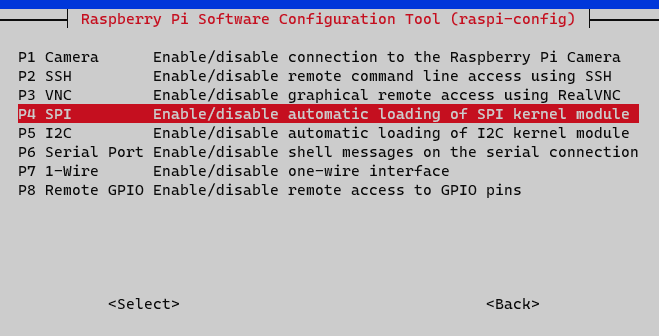 Raspberry Pi Software Configuration Tool (raspi-config)
P1 Camera Enable/disable connection to the Raspberry Pi Camera
P2 SSH Enable/disable remote command line access using SSH
P3 VNC Enable/disable graphical remote access using RealVNC
P4 SPI Enable/disable automatic loading of SPI kernel module
P5 I2C Enable/disable automatic loading of I2C kernel module
P6 Serial Port Enable/disable shell messages on the serial connection
P7 1-Wire Enable/disable one-wire interface
P8 Remote GPIO Enable/disable remote access to GPIO pins
<Select> <Back>